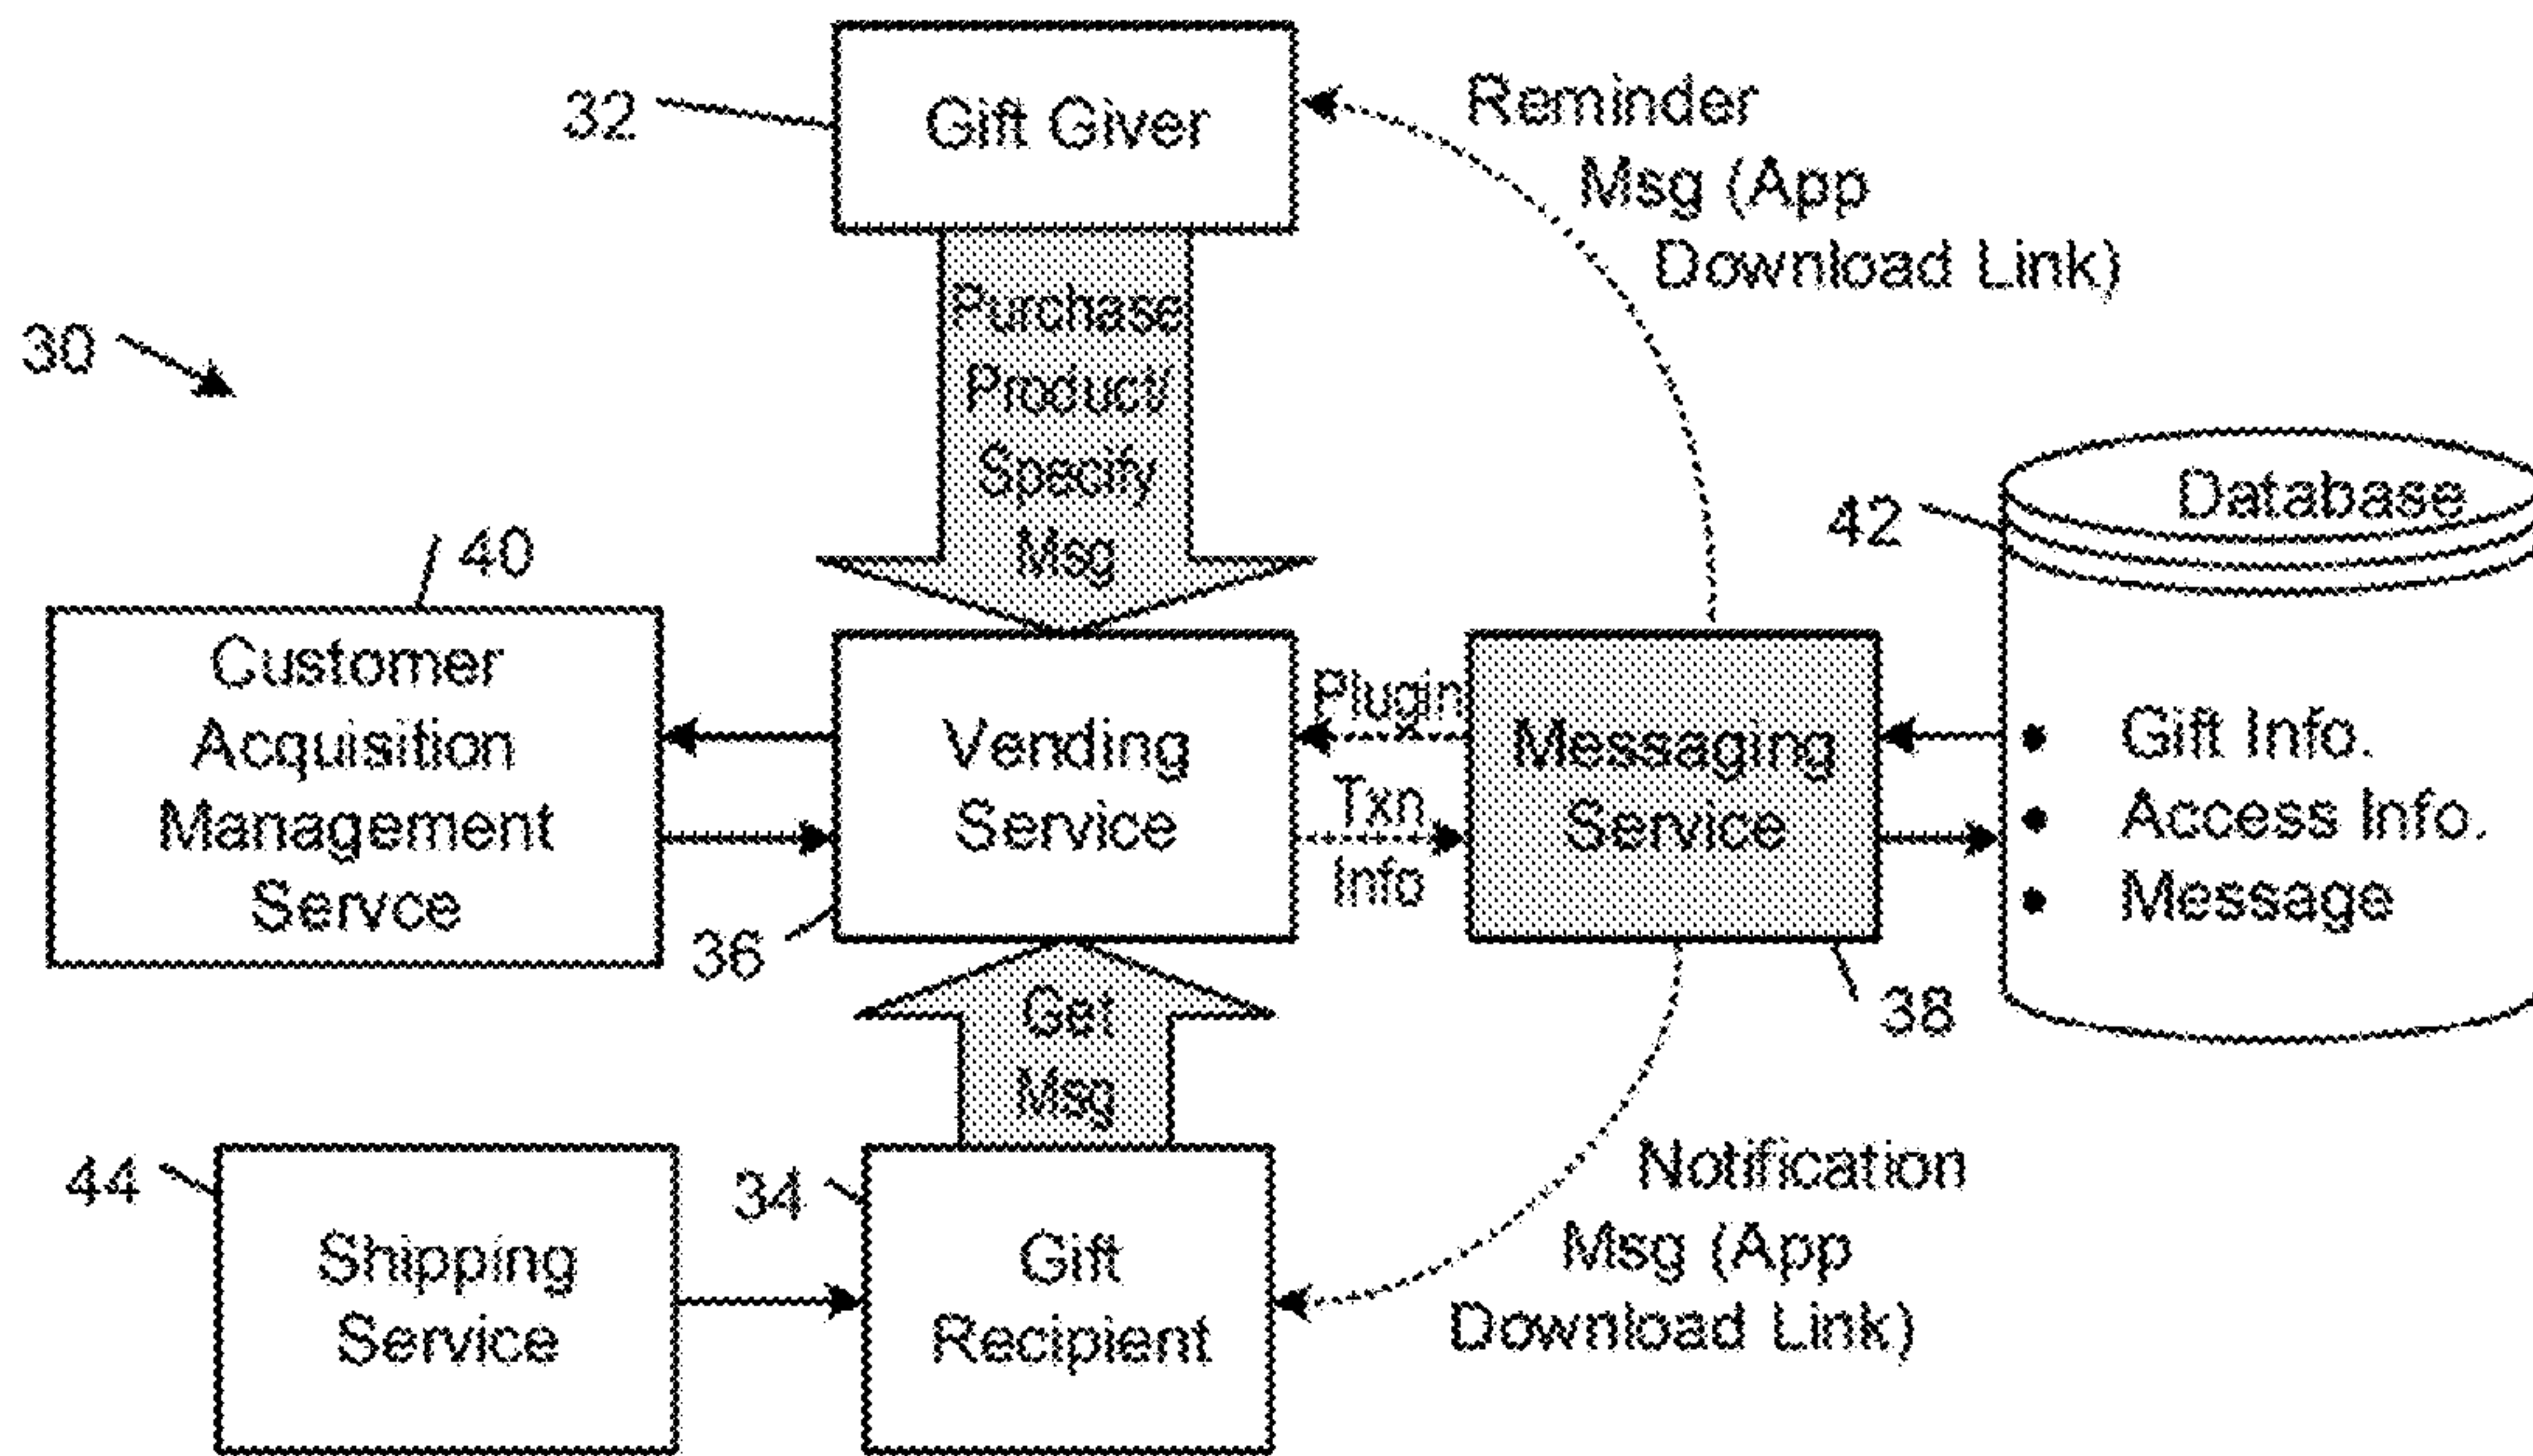 32
Gift Giver
Reminder
Msg (App
Download Link)
30
Purchase
Product/
Specify
Msg
42
Database
40
Customer
Acquisition
Management
Servce
Vending
Service
36
Plugin
Txn
Info
Messaging
Service
38
• Gift Info.
• Access Info.
• Message
Get
Msg
44
Shipping
Service
34
Gift
Recipient
Notification
Msg (App
Download Link)